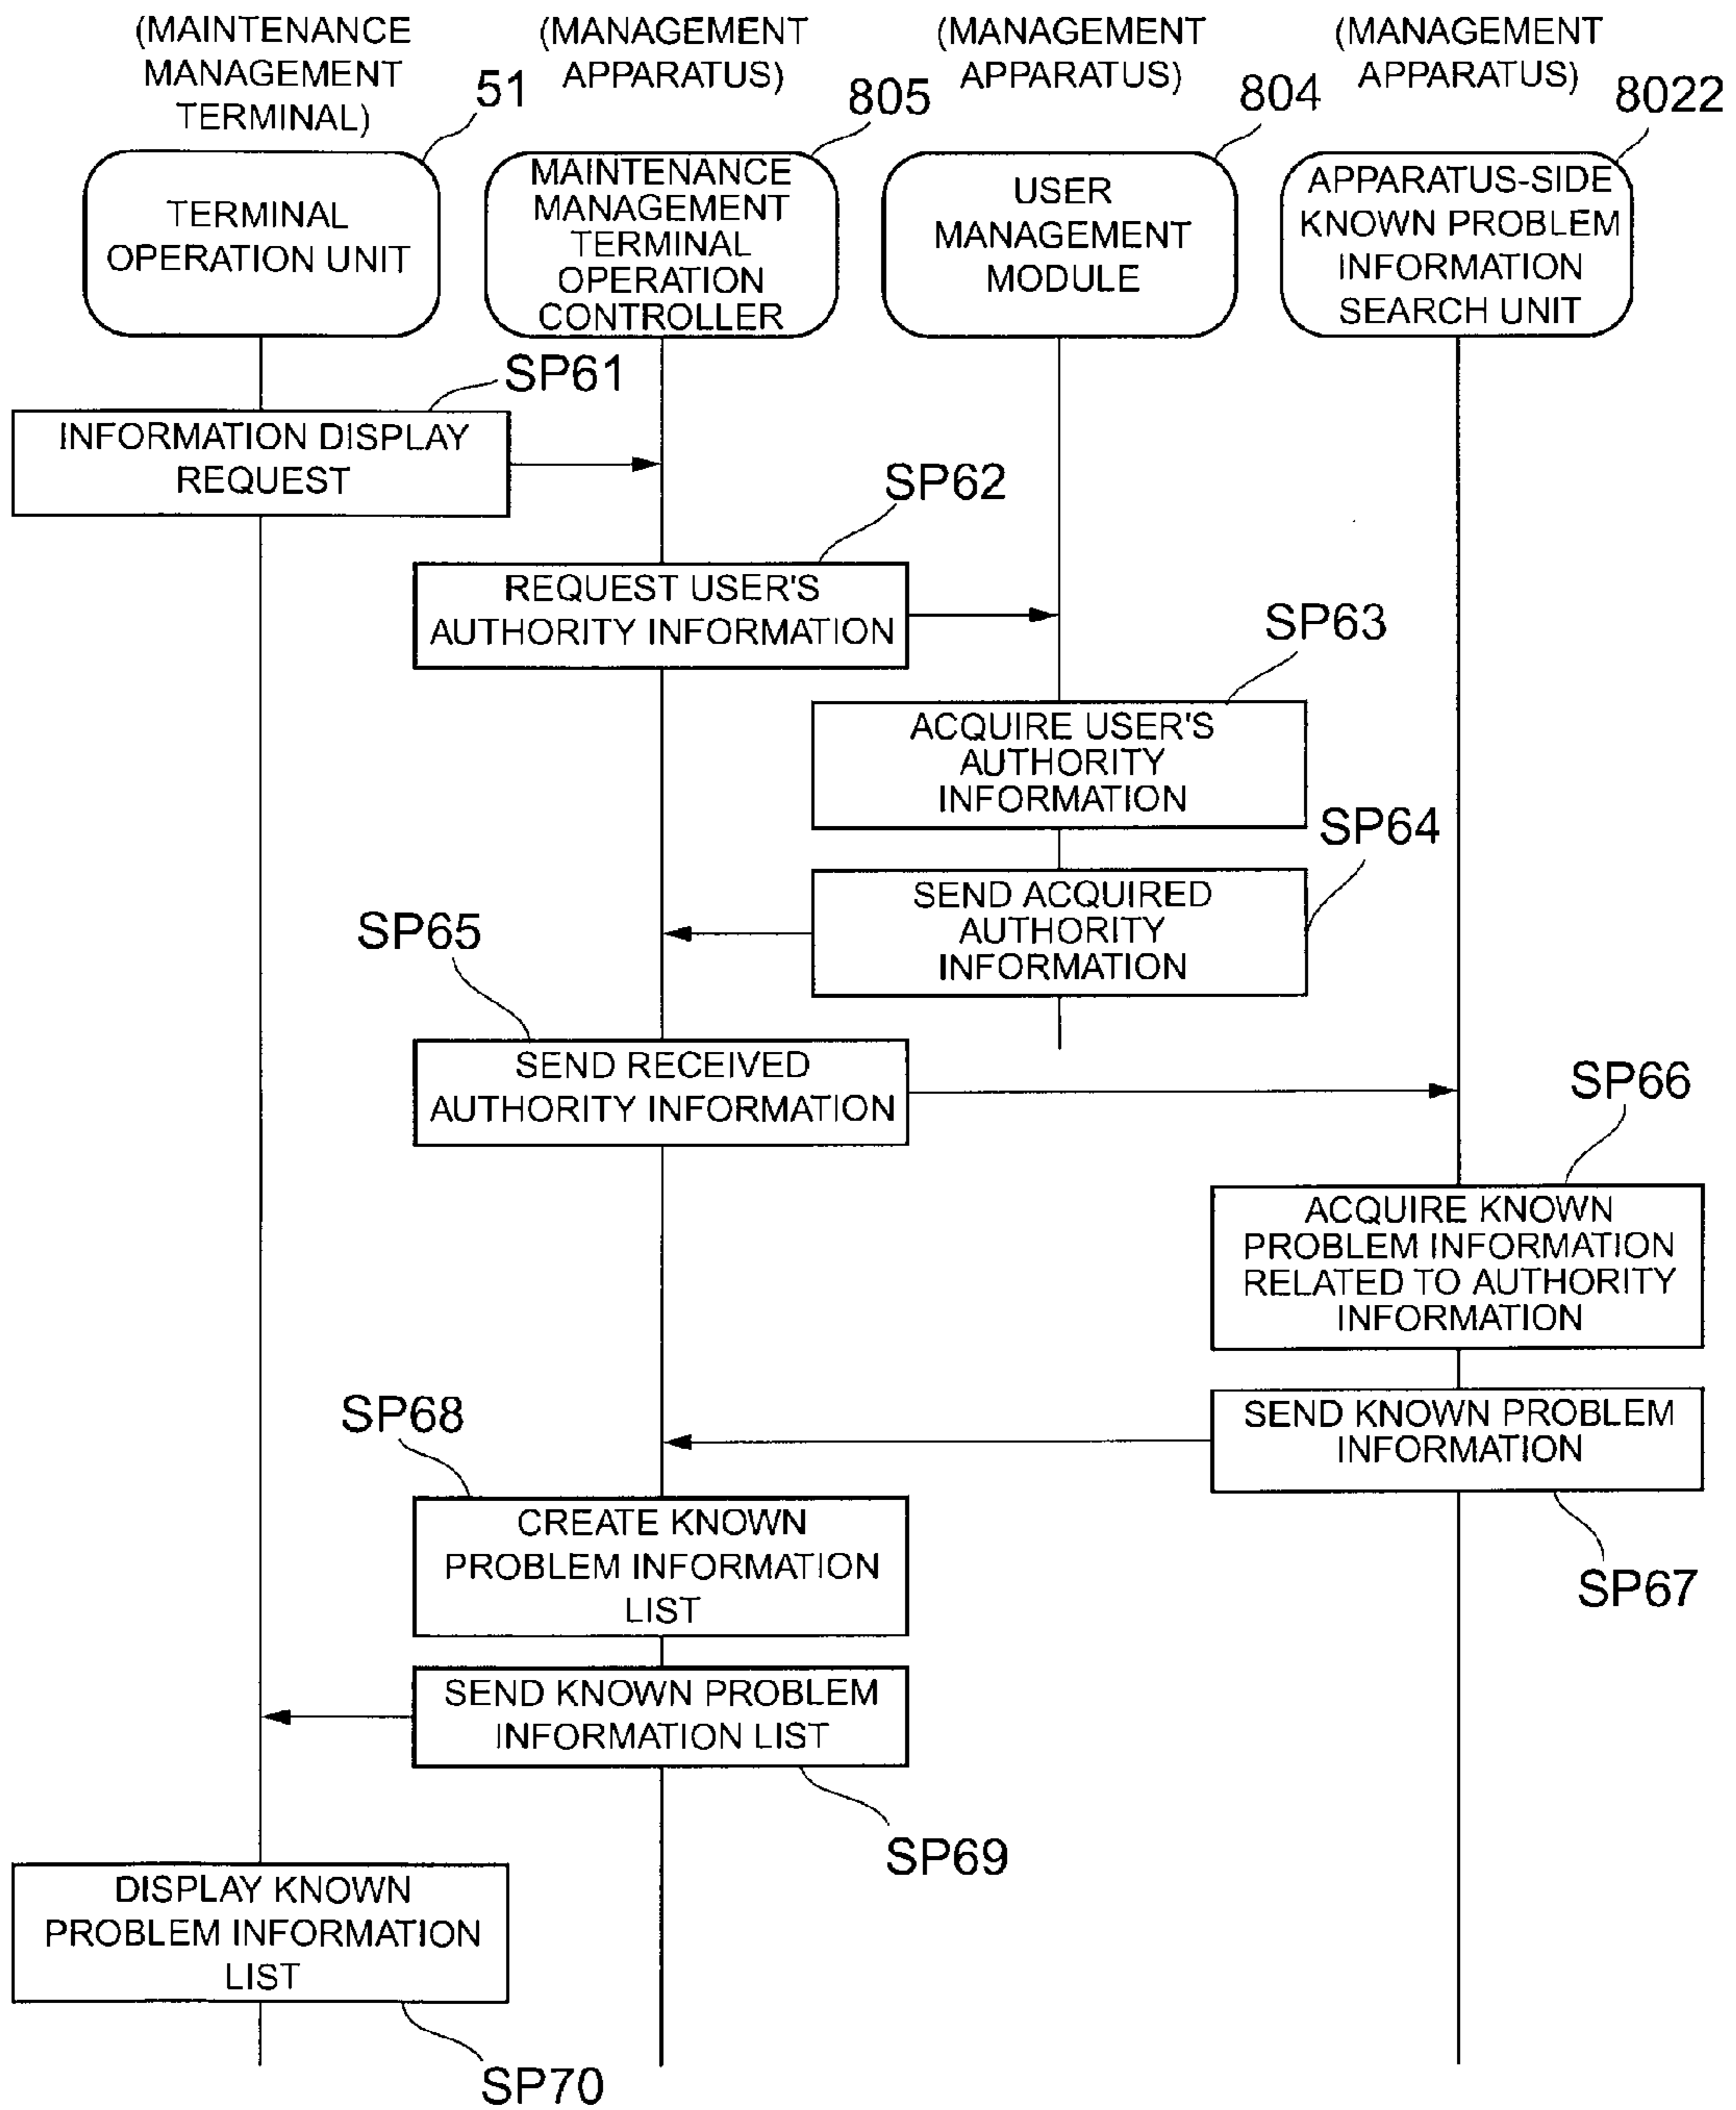 (MAINTENANCE
MANAGEMENT
TERMINAL)
51
(MANAGEMENT
APPARATUS)
805
(MANAGEMENT
APPARATUS)
804
(MANAGEMENT
APPARATUS)
8022
TERMINAL
OPERATION UNIT
MAINTENANCE
MANAGEMENT
TERMINAL
OPERATION
CONTROLLER
USER
MANAGEMENT
MODULE
APPARATUS-SIDE
KNOWN PROBLEM
INFORMATION
SEARCH UNIT
SP61
INFORMATION DISPLAY
REQUEST
SP62
REQUEST USER'S
AUTHORITY INFORMATION
SP63
ACQUIRE USER'S
AUTHORITY
INFORMATION
SP64
SEND ACQUIRED
AUTHORITY
INFORMATION
SP65
SEND RECEIVED
AUTHORITY INFORMATION
SP66
ACQUIRE KNOWN
PROBLEM INFORMATION
RELATED TO AUTHORITY
INFORMATION
SEND KNOWN PROBLEM
INFORMATION
SP67
SP68
CREATE KNOWN
PROBLEM INFORMATION
LIST
SEND KNOWN PROBLEM
INFORMATION LIST
SP69
DISPLAY KNOWN
PROBLEM INFORMATION
LIST
SP70